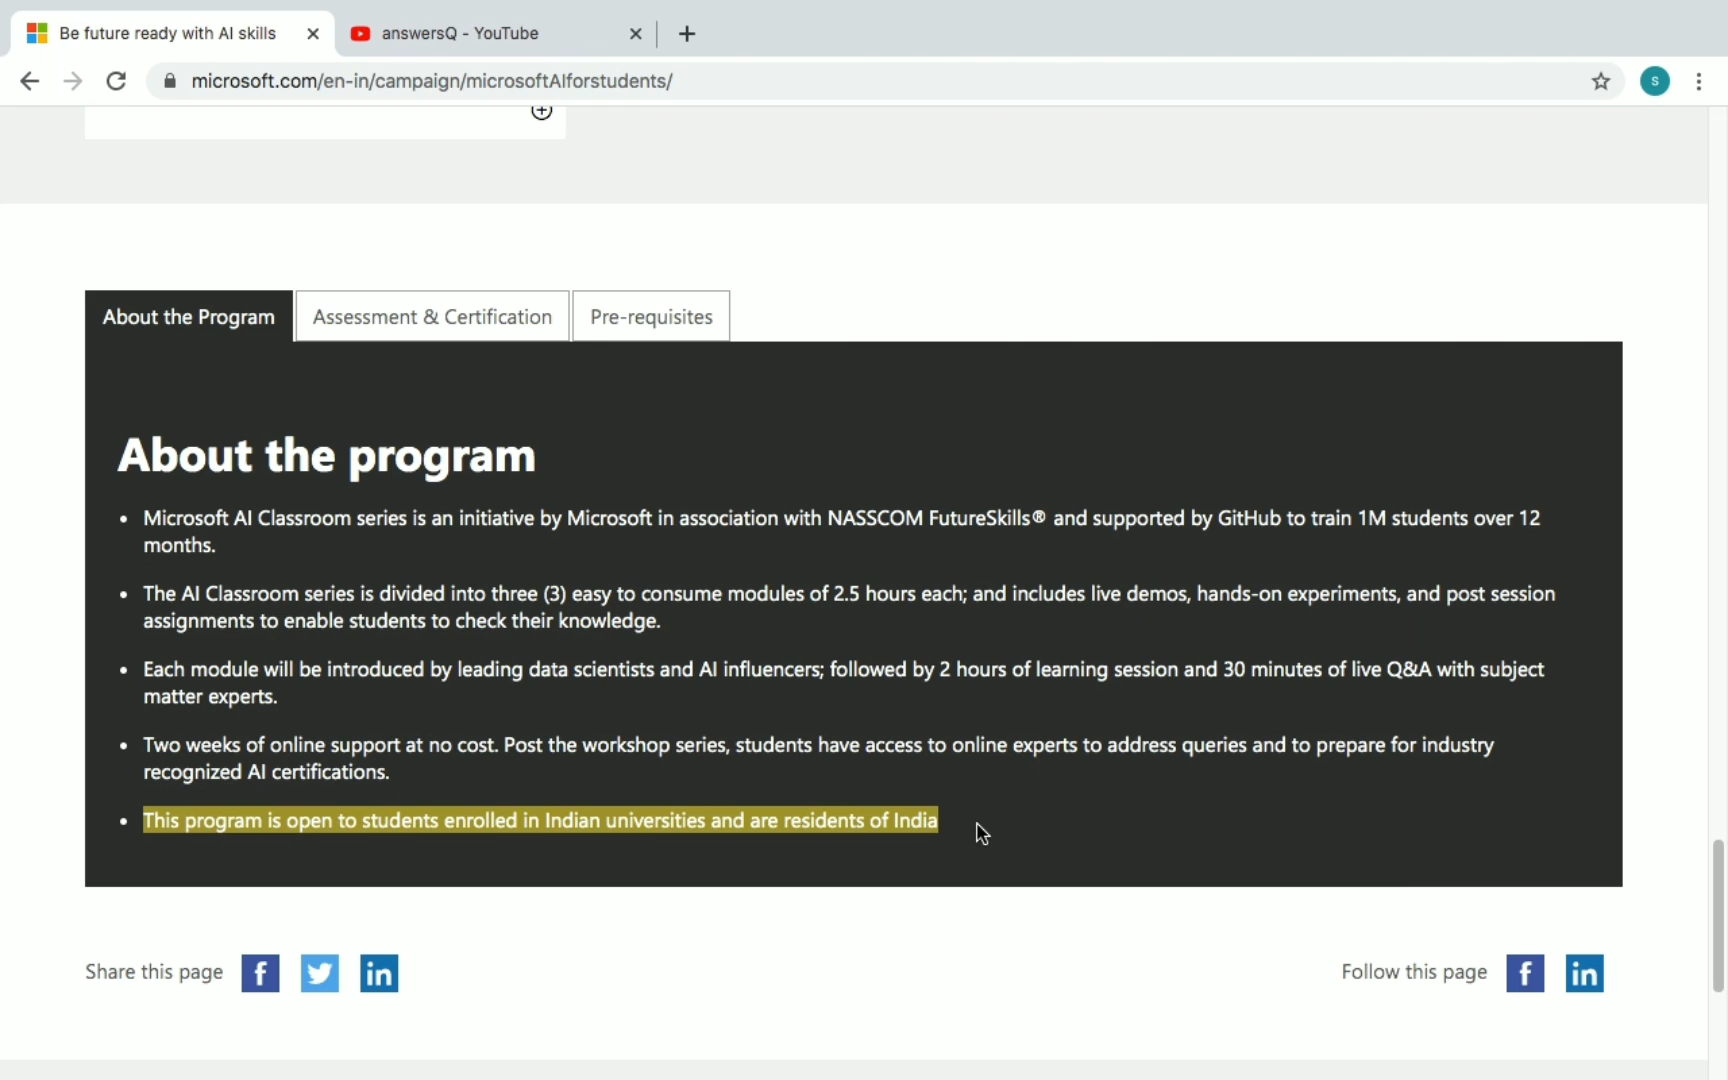 Be future ready with AI skills
answersQ - YouTube
microsoft.com/en-in/campaign/microsoftAIforstudents/
S
About the Program
Assessment & Certification
Pre-requisites
About the program
• Microsoft AI Classroom series is an initiative by Microsoft in association with NASSCOM FutureSkills® and supported by GitHub to train 1M students over 12
months.
• The AI Classroom series is divided into three (3) easy to consume modules of 2.5 hours each; and includes live demos, hands-on experiments, and post session
assignments to enable students to check their knowledge.
• Each module will be introduced by leading data scientists and AI influencers; followed by 2 hours of learning session and 30 minutes of live Q&A with subject
matter experts.
• Two weeks of online support at no cost. Post the workshop series, students have access to online experts to address queries and to prepare for industry
recognized AI certifications.
• This program is open to students enrolled in Indian universities and are residents of India
Share this page
Follow this page